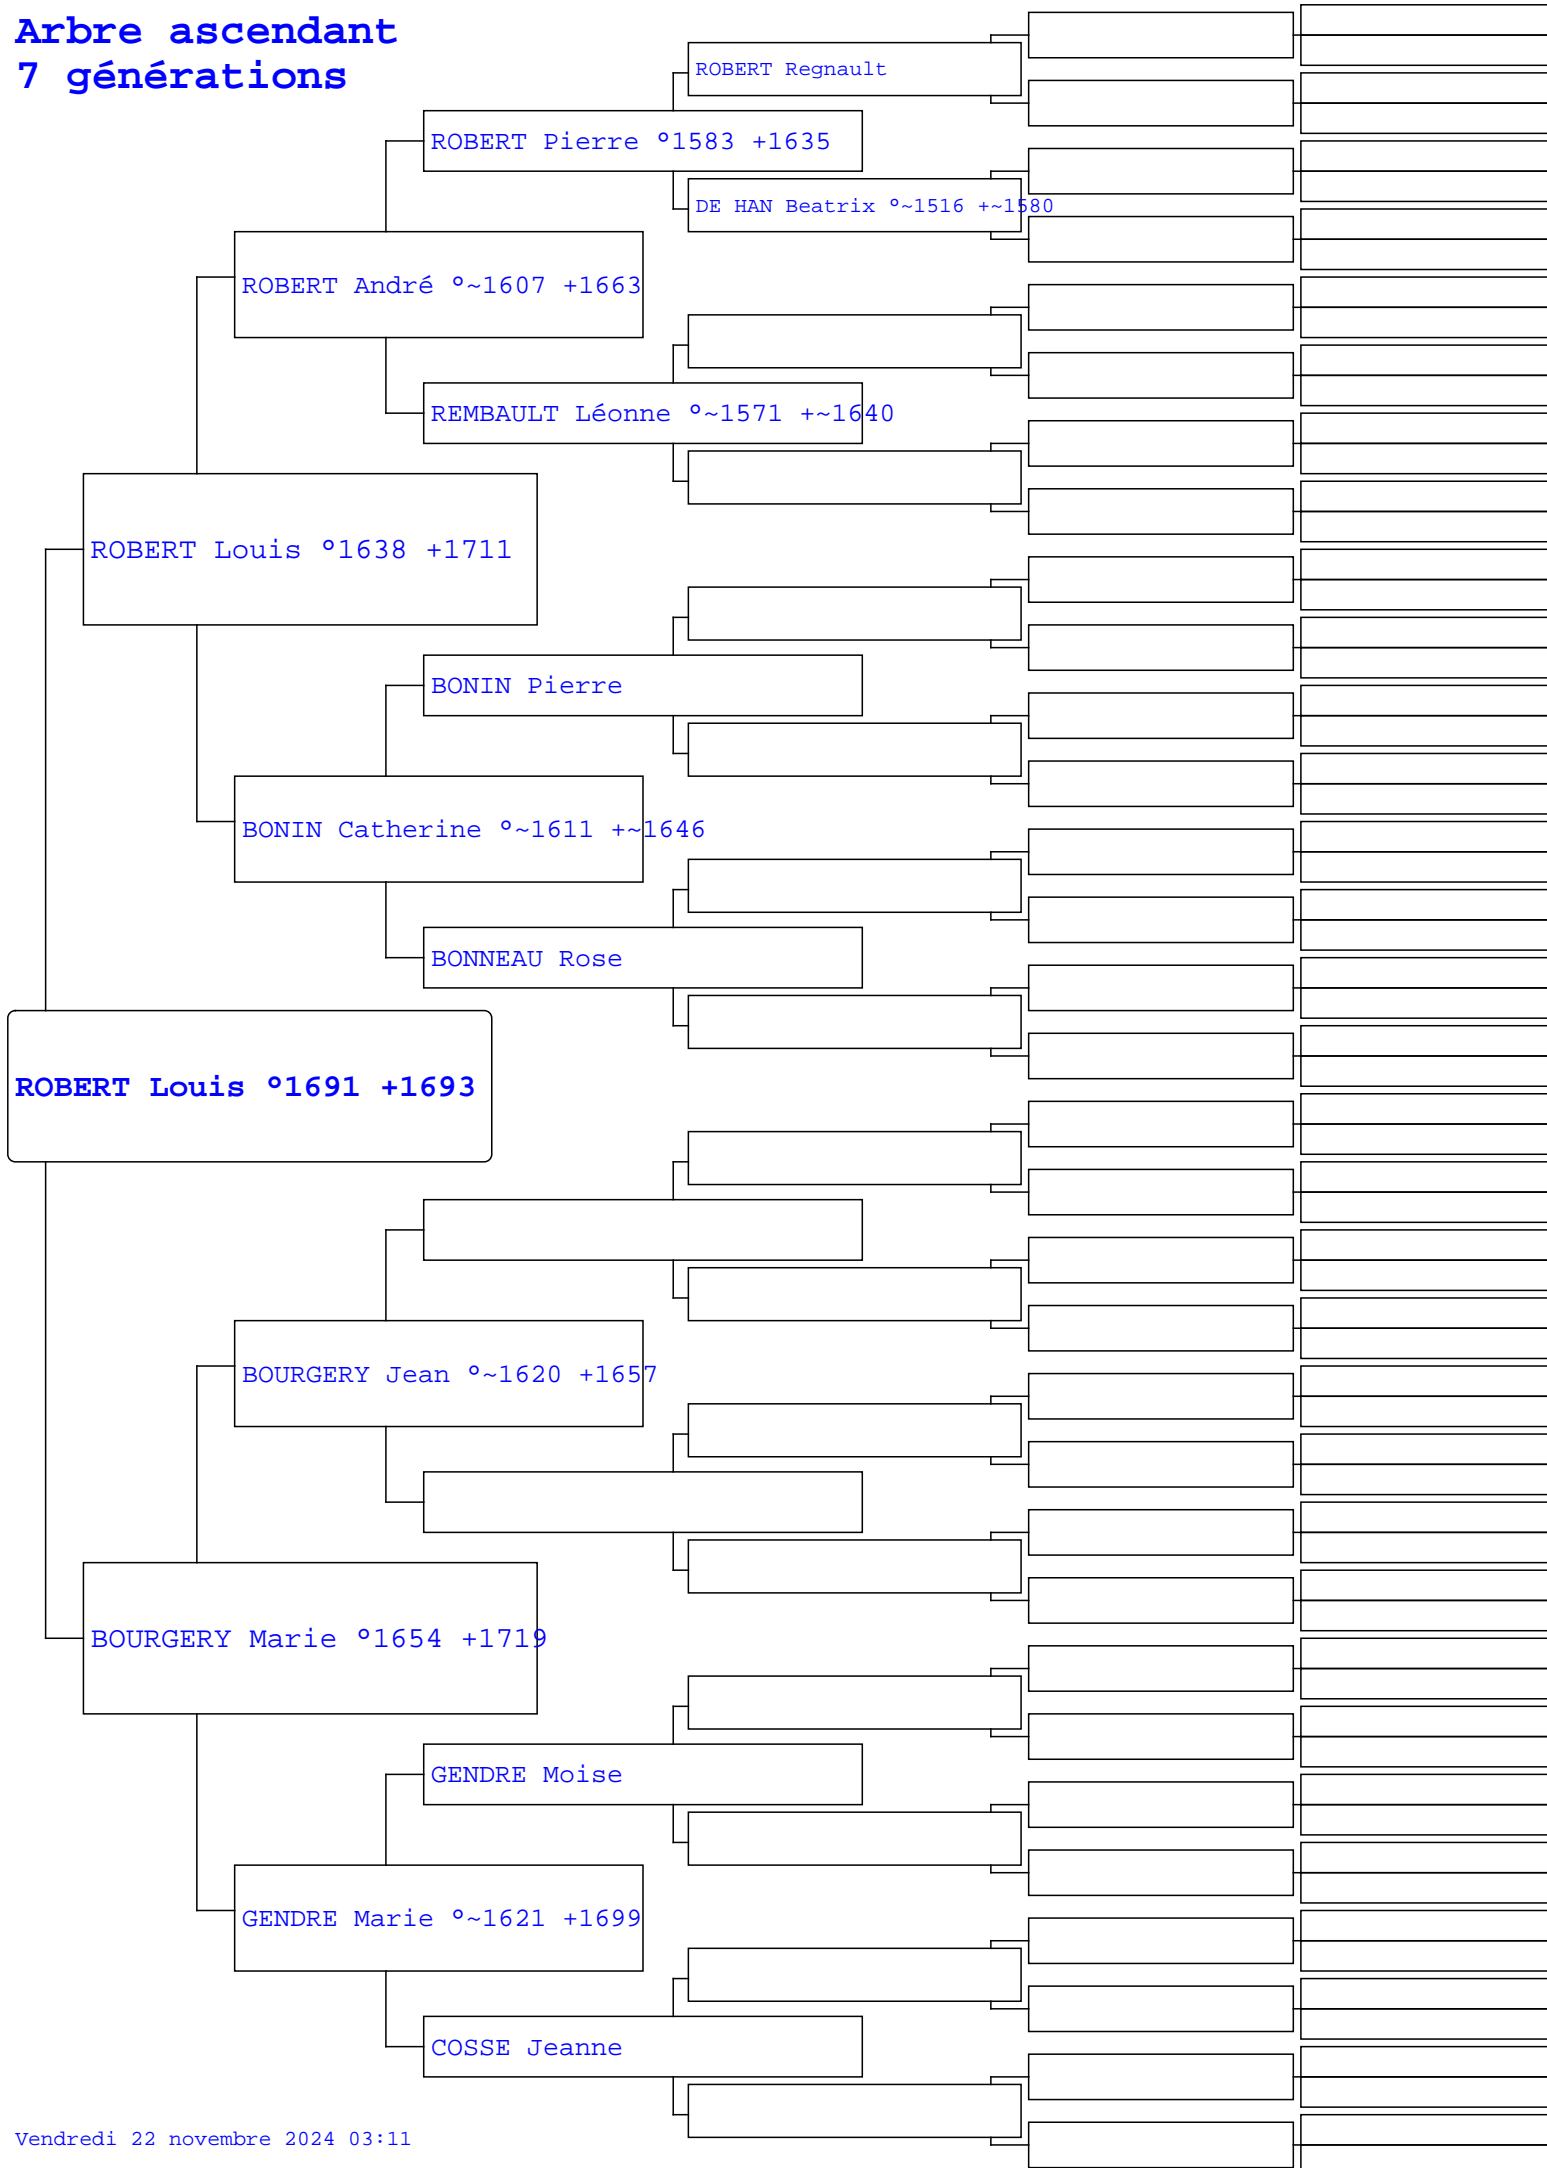 Arbre ascendant
7 générations
ROBERT Regnault
ROBERT Pierre °1583 +1635
DE HAN Beatrix °~1516 +~1580
ROBERT André °~1607 +1663
REMBAULT Léonne °~1571 +~1640
ROBERT Louis °1638 +1711
BONIN Pierre
BONIN Catherine °~1611 +~1646
BONNEAU Rose
ROBERT Louis °1691 +1693
BOURGERY Jean °~1620 +1657
BOURGERY Marie °1654 +1719
GENDRE Moise
GENDRE Marie °~1621 +1699
COSSE Jeanne
Vendredi 22 novembre 2024 03:11